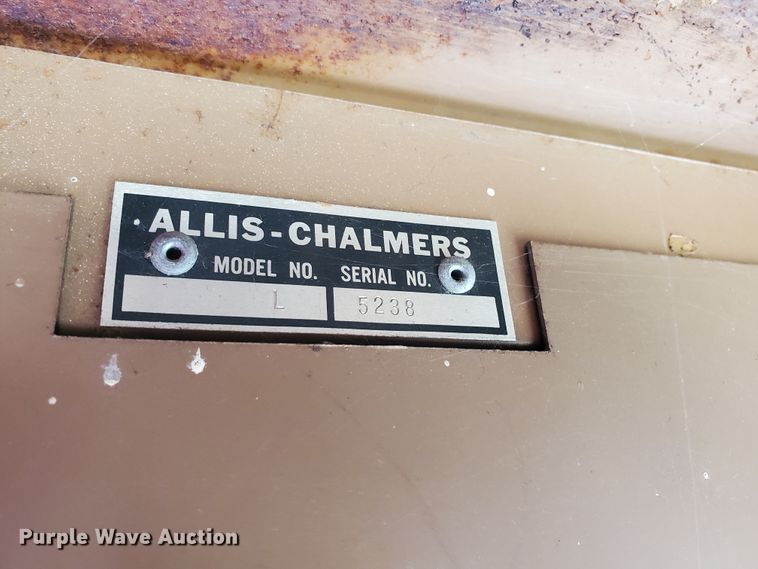 ALLIS-CHALMERS
MODEL NO. SERIAL NO.
L 5238
Purple Wave Auction